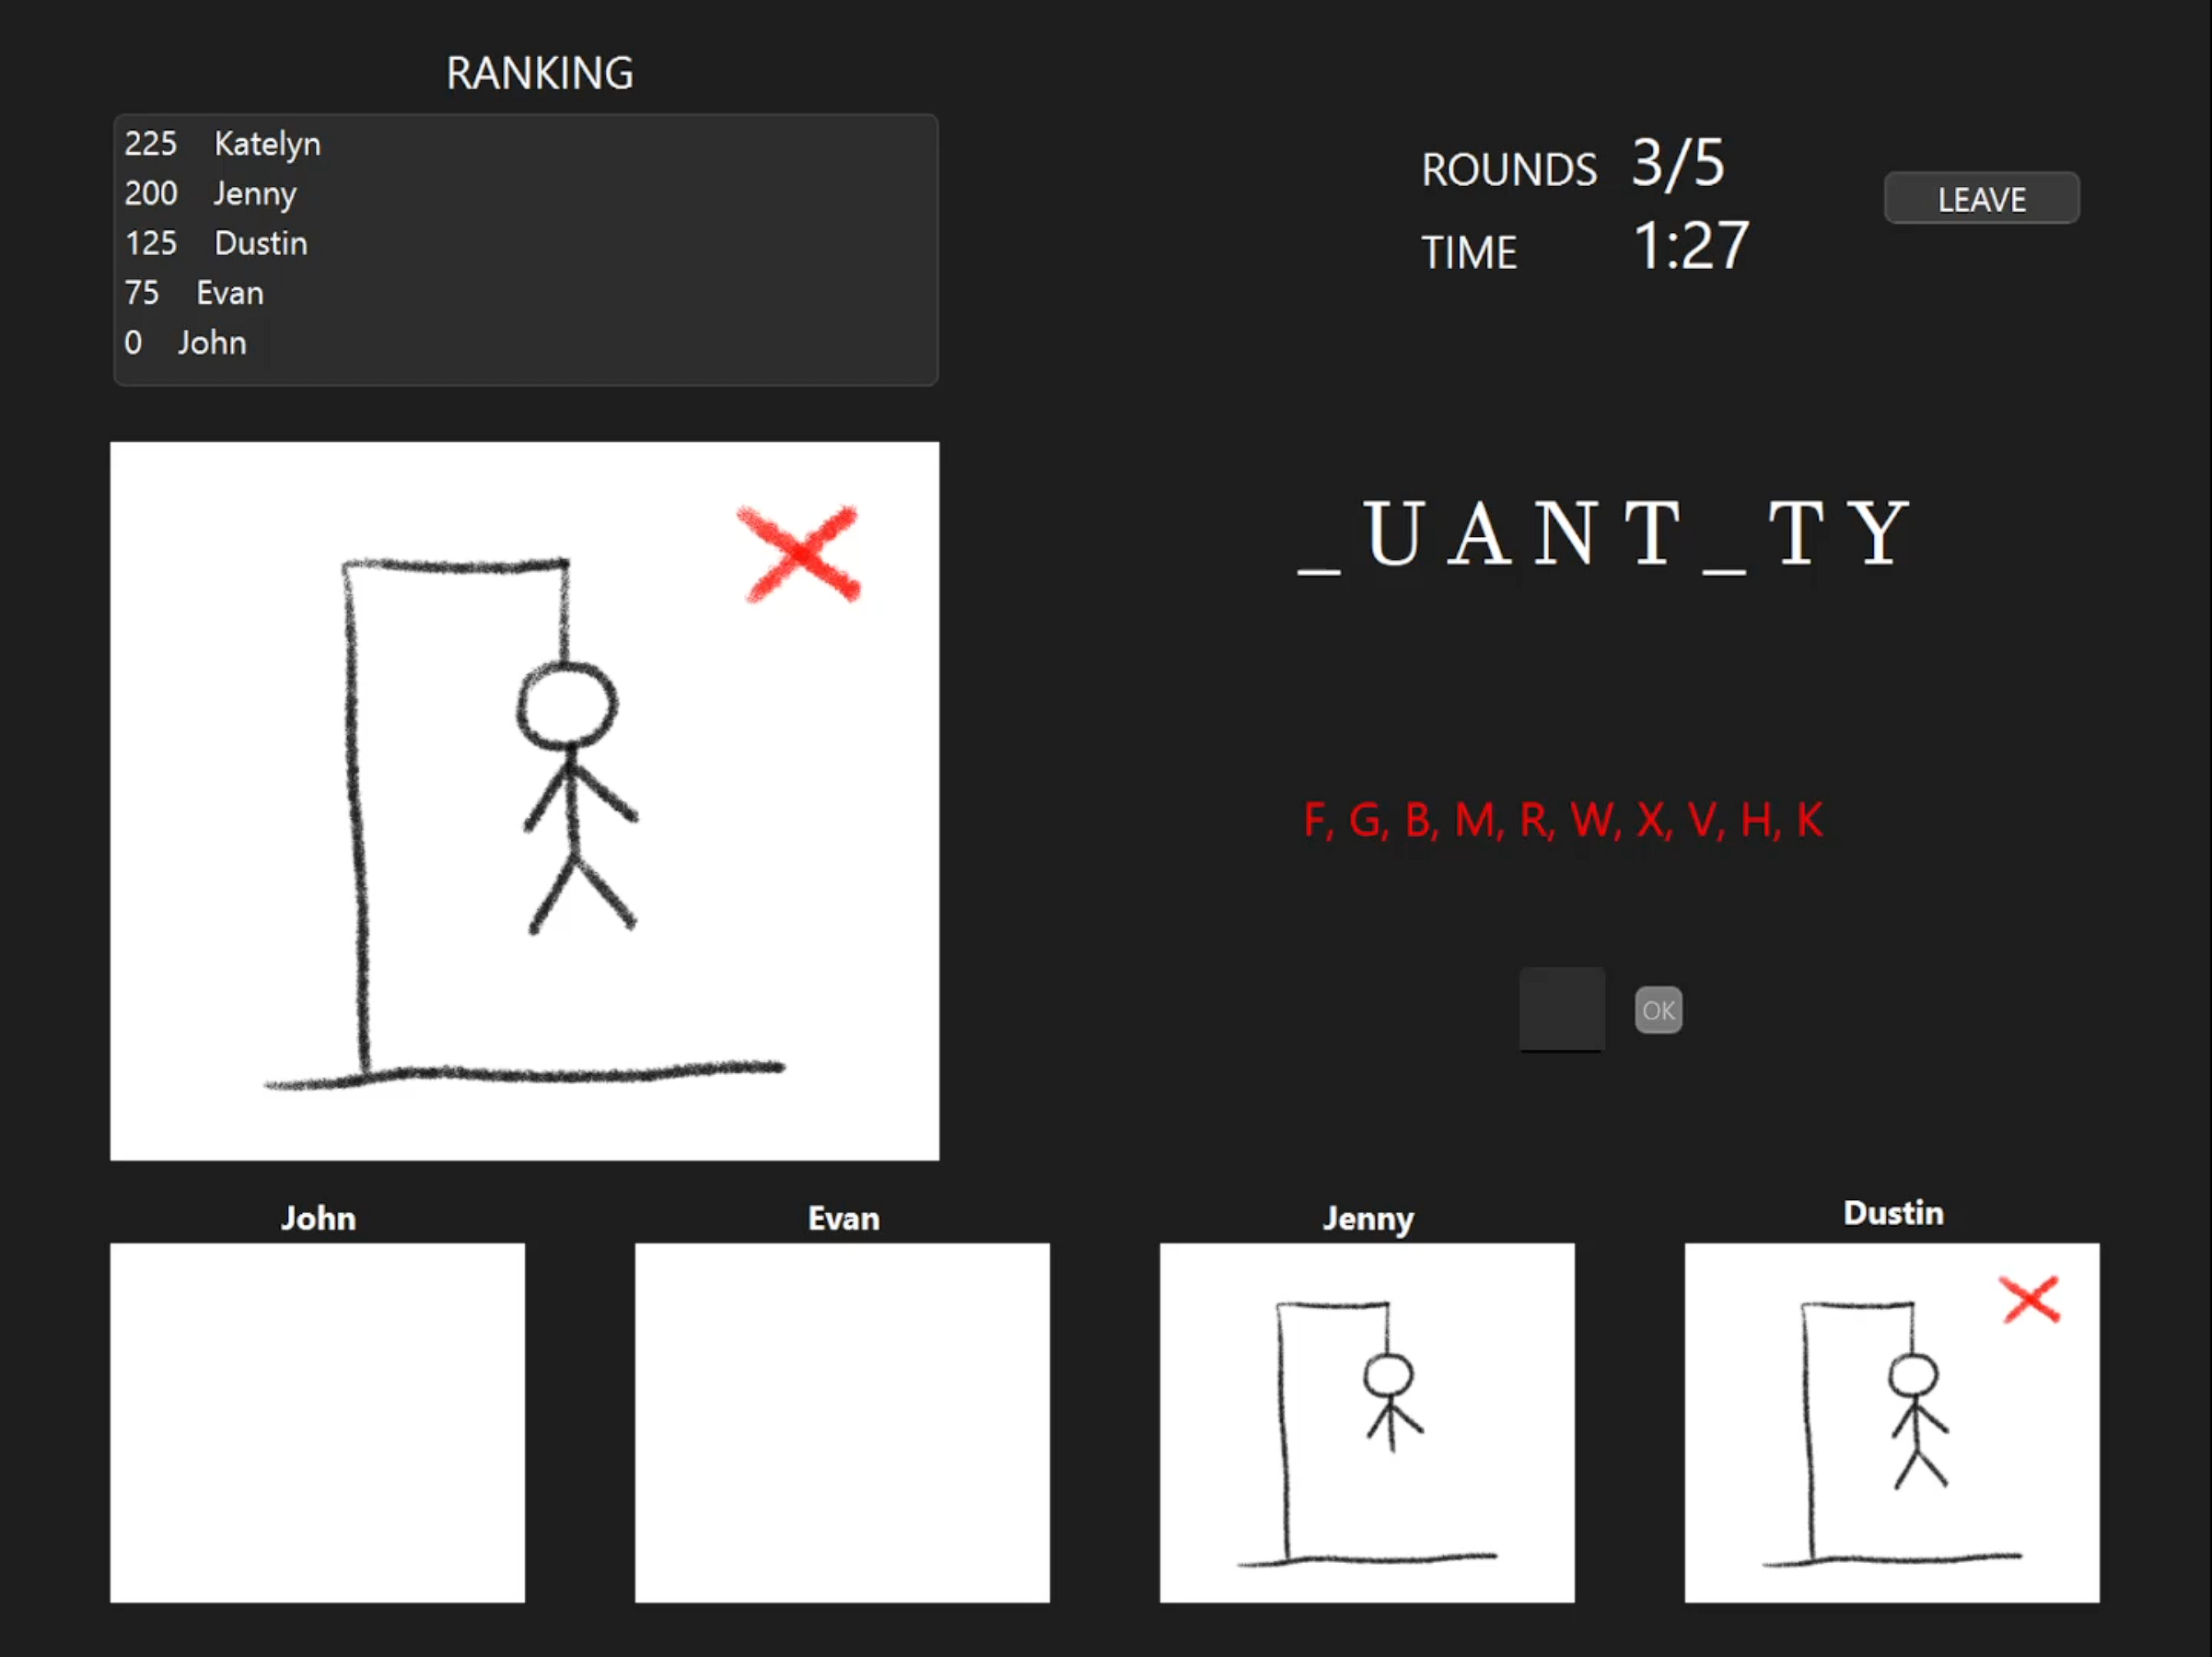 RANKING
225 Katelyn
200 Jenny
125 Dustin
75 Evan
0 John
ROUNDS 3/5
TIME 1:27
LEAVE
_ U A N T _ T Y
F, G, B, M, R, W, X, V, H, K
OK
John
Evan
Jenny
Dustin